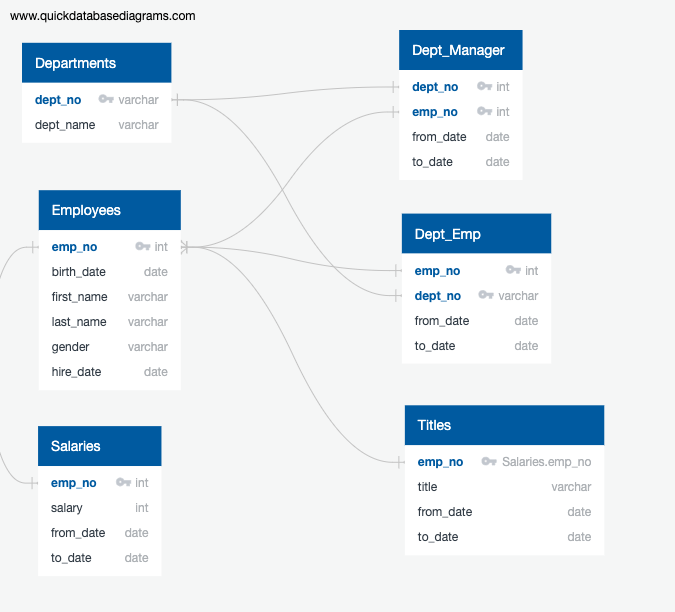 www.quickdatabasediagrams.com
Departments
dept_no varchar
dept_name varchar
Employees
emp_no int
birth_date date
first_name varchar
last_name varchar
gender varchar
hire_date date
Salaries
emp_no int
salary int
from_date date
to_date date
Dept_Manager
dept_no int
emp_no int
from_date date
to_date date
Dept_Emp
emp_no int
dept_no varchar
from_date date
to_date date
Titles
emp_no Salaries.emp_no
title varchar
from_date date
to_date date